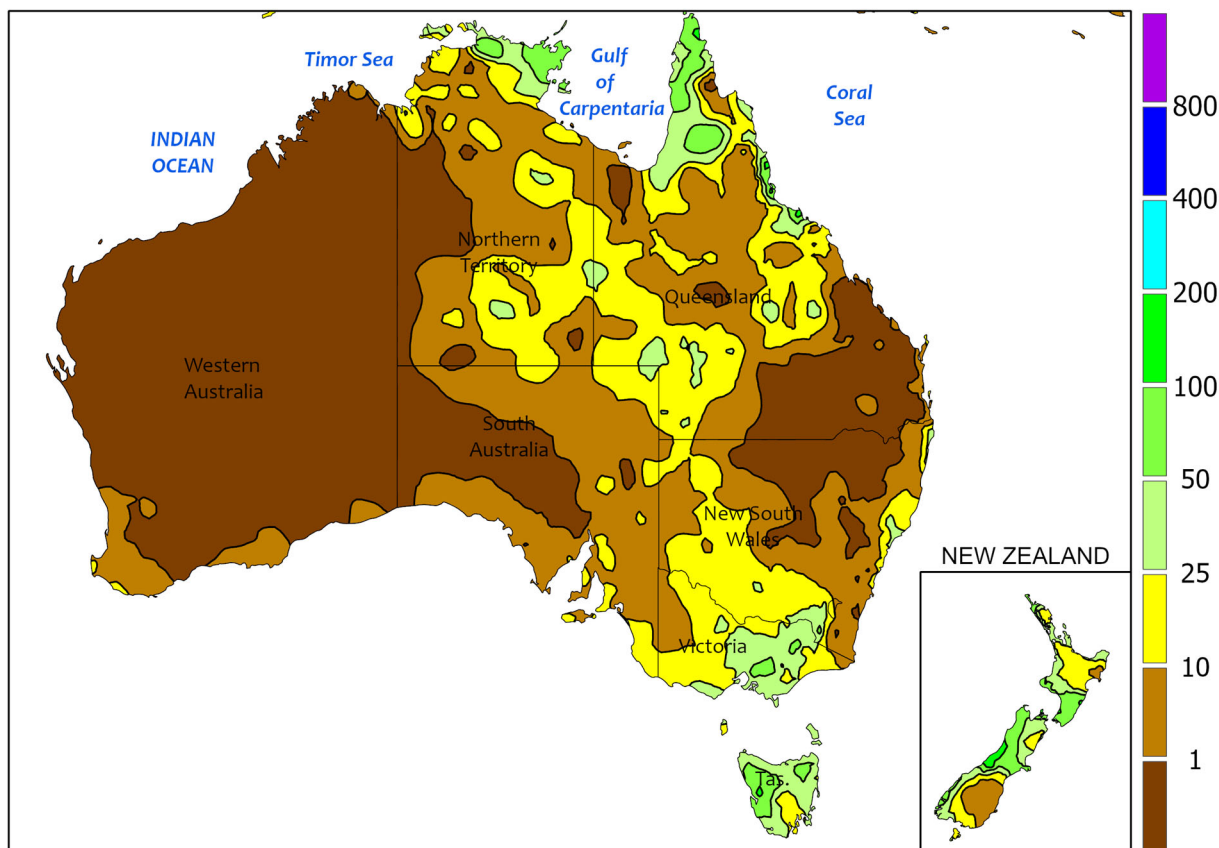 Timor Sea
Gulf
of
Carpentaria
Coral
Sea
INDIAN
OCEAN
Northern
Territory
Queensland
Western
Australia
South
Australia
New South
Wales
Victoria
Tas.
NEW ZEALAND
800
400
200
100
50
25
10
1